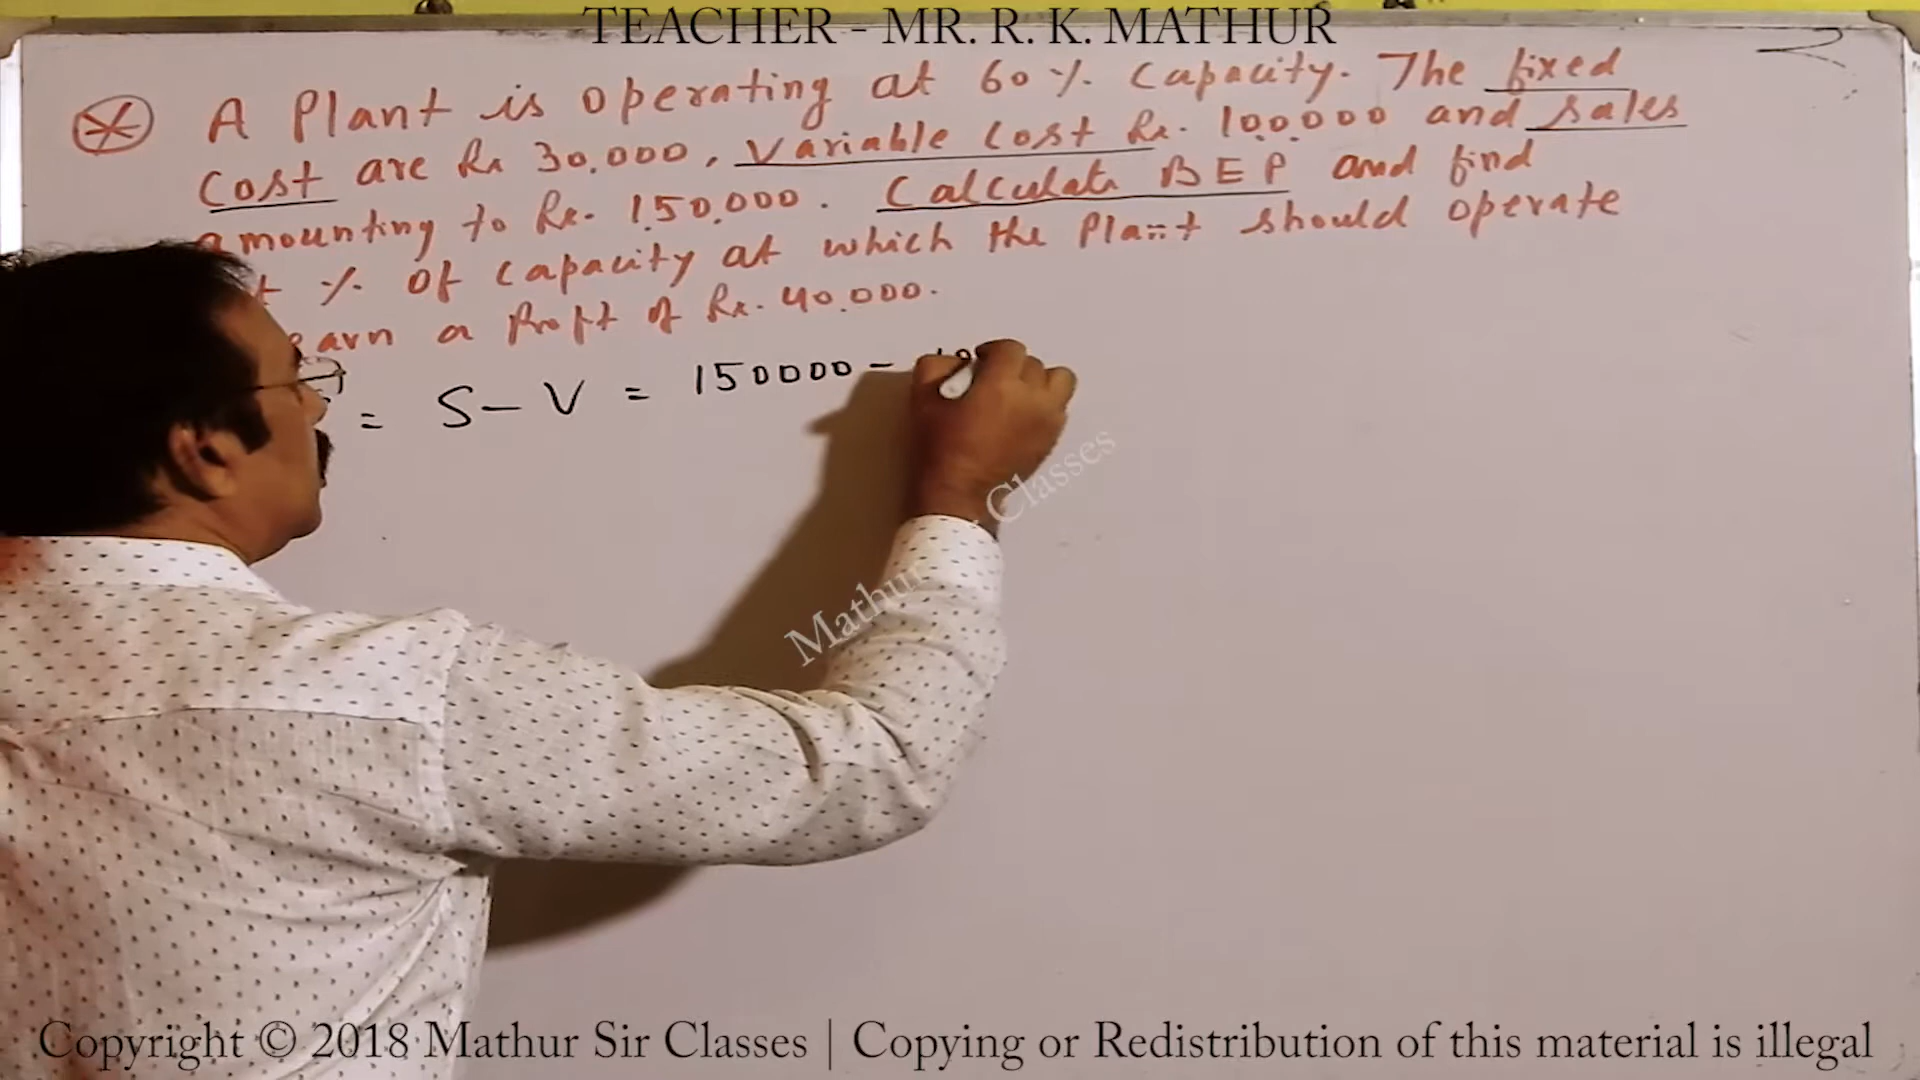 TEACHER - MR. R. K. MATHUR
A Plant is operating at 60 %. Capacity. The fixed
Cost are Rs 30.000, Variable Cost Rs. 100.000 and sales
amounting to Rs. 150.000. Calculate BEP and find
% Of Capacity at which the Plant should operate
earn a Profit of Rs. 40.000.
= S - V = 150000 -
Mathur Classes
Copyright © 2018 Mathur Sir Classes | Copying or Redistribution of this material is illegal